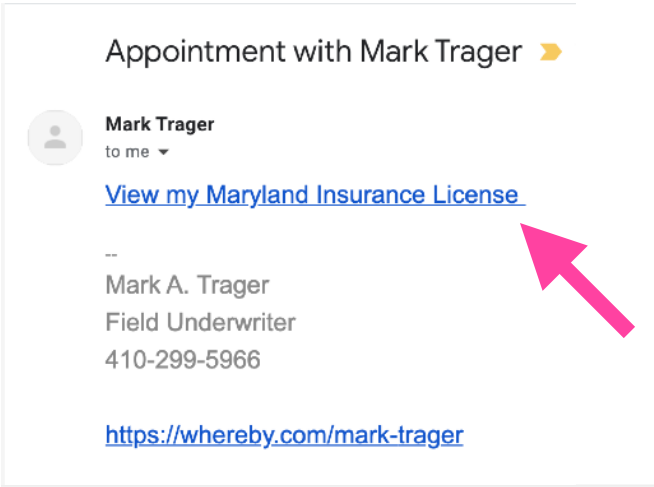 Appointment with Mark Trager
Mark Trager
to me
View my Maryland Insurance License
--
Mark A. Trager
Field Underwriter
410-299-5966
https://whereby.com/mark-trager